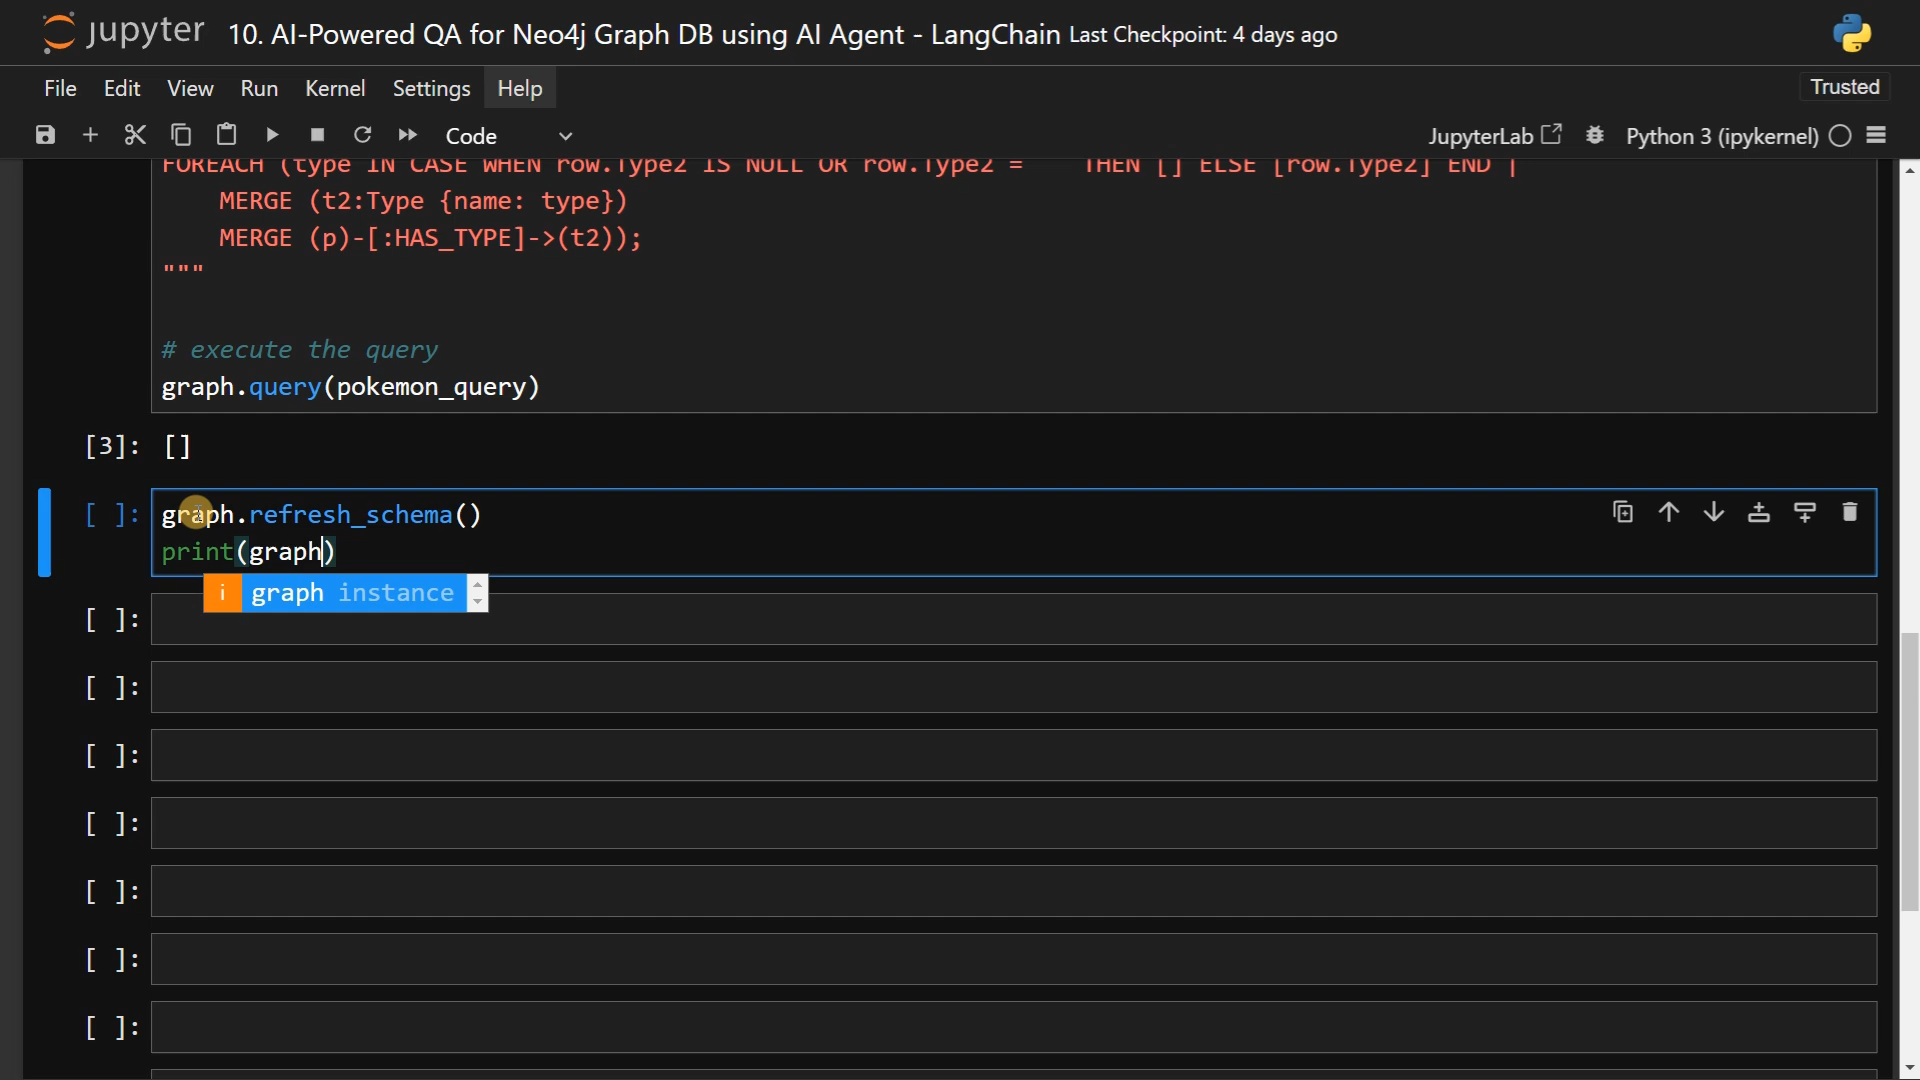 jupyter 10. AI-Powered QA for Neo4j Graph DB using AI Agent - LangChain Last Checkpoint: 4 days ago
File Edit View Run Kernel Settings Help Trusted
Code JupyterLab Python 3 (ipykernel)
FOREACH (type IN CASE WHEN row.Type2 IS NULL OR row.Type2 = THEN [] ELSE [row.Type2] END |
MERGE (t2:Type {name: type})
MERGE (p)-[:HAS_TYPE]->(t2));
"""
# execute the query
graph.query(pokemon_query)
[3]: []
[ ]: graph.refresh_schema()
print(graph)
i graph instance
[ ]:
[ ]:
[ ]:
[ ]:
[ ]:
[ ]:
[ ]: